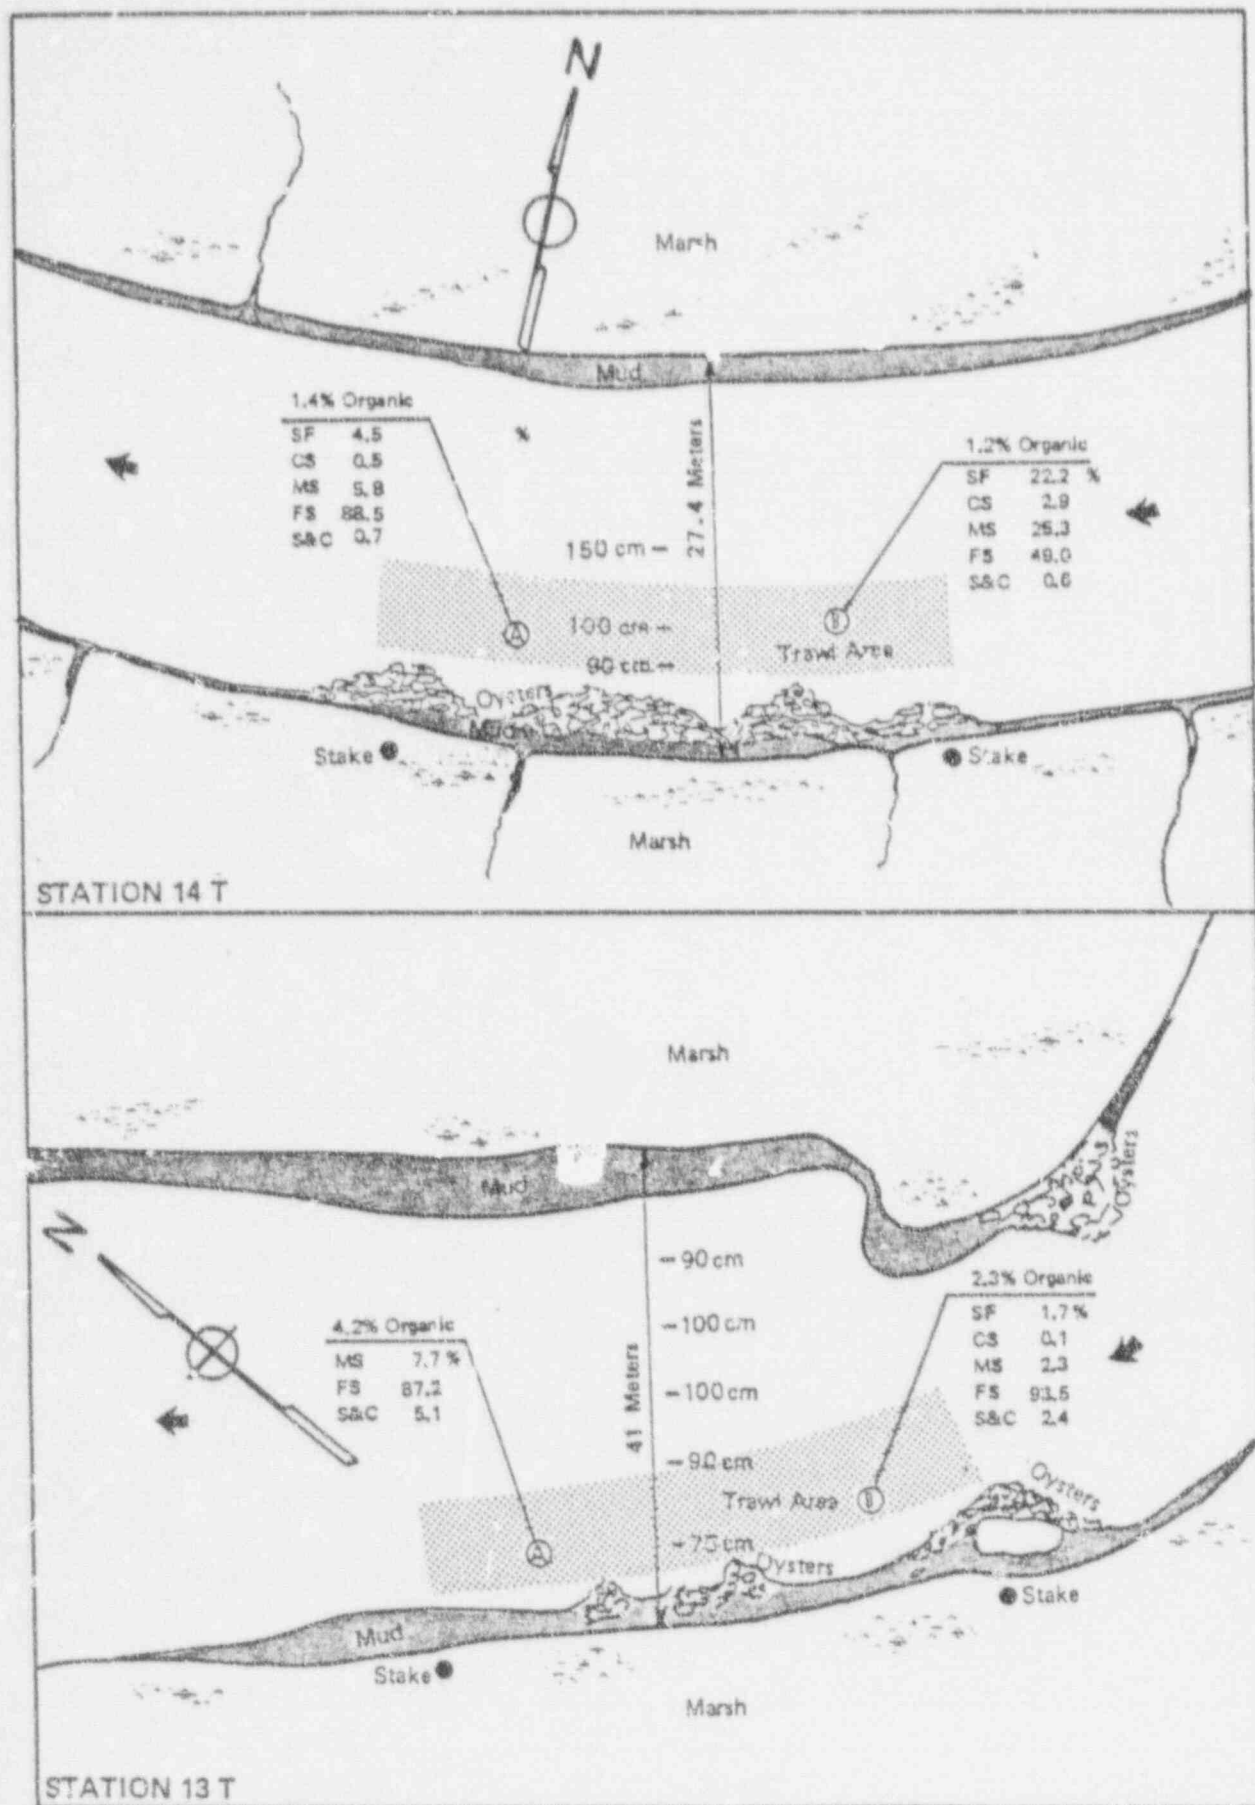 N
Marsh
Mud
1.4% Organic
SF 4.5 %
CS 0.5
MS 5.8
FS 88.5
S&C 0.7
27.4 Meters
1.2% Organic
SF 22.2 %
CS 2.9
MS 25.3
FS 49.0
S&C 0.6
150 cm
A
100 cm
B
Trawl Area
90 cm
Oysters
Mud
Stake
Stake
Marsh
STATION 14 T
Marsh
Oysters
Mud
N
90 cm
2.3% Organic
SF 1.7 %
CS 0.1
MS 2.3
FS 93.5
S&C 2.4
4.2% Organic
MS 7.7 %
FS 87.2
S&C 5.1
100 cm
41 Meters
100 cm
90 cm
Trawl Area
B
Oysters
75 cm
A
Oysters
Stake
Mud
Stake
Marsh
STATION 13 T